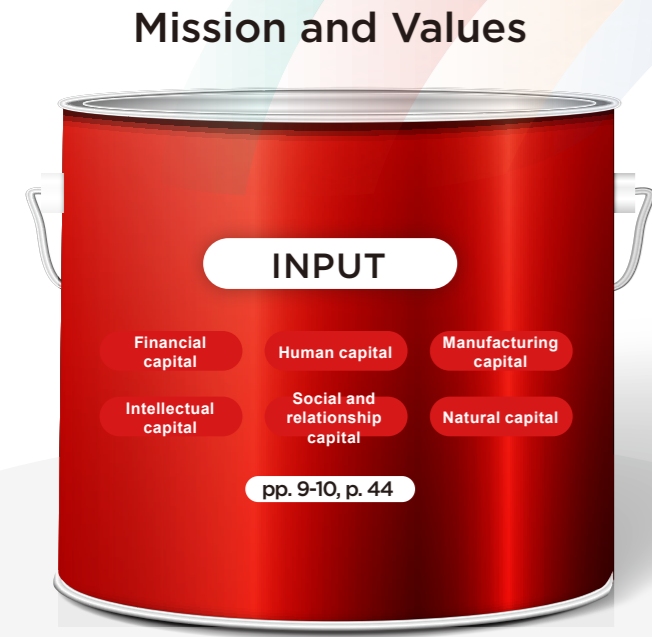 Mission and Values
INPUT
Financial
capital
Human capital
Manufacturing
capital
Intellectual
capital
Social and
relationship
capital
Natural capital
pp. 9-10, p. 44